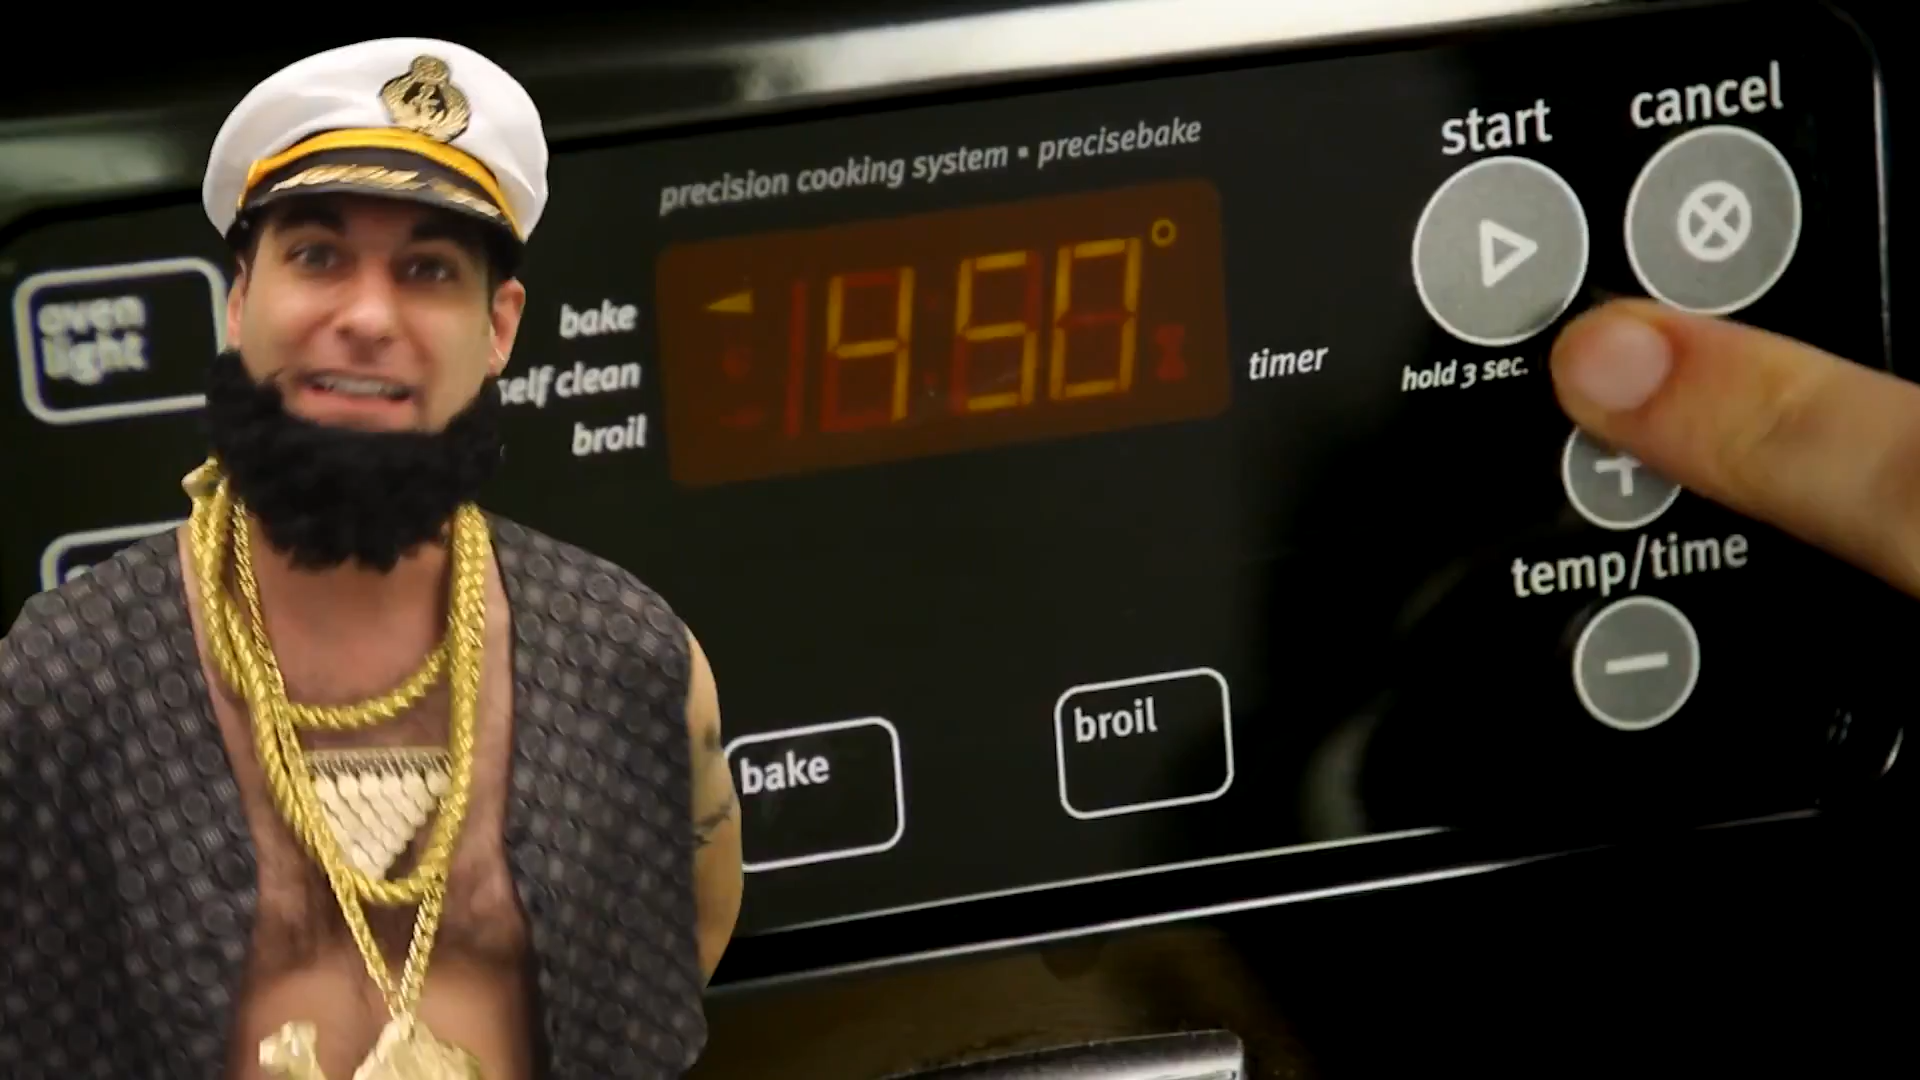 precision cooking system • precisebake
start
cancel
oven
light
bake
self clean
broil
450°
timer
hold 3 sec.
temp/time
bake
broil